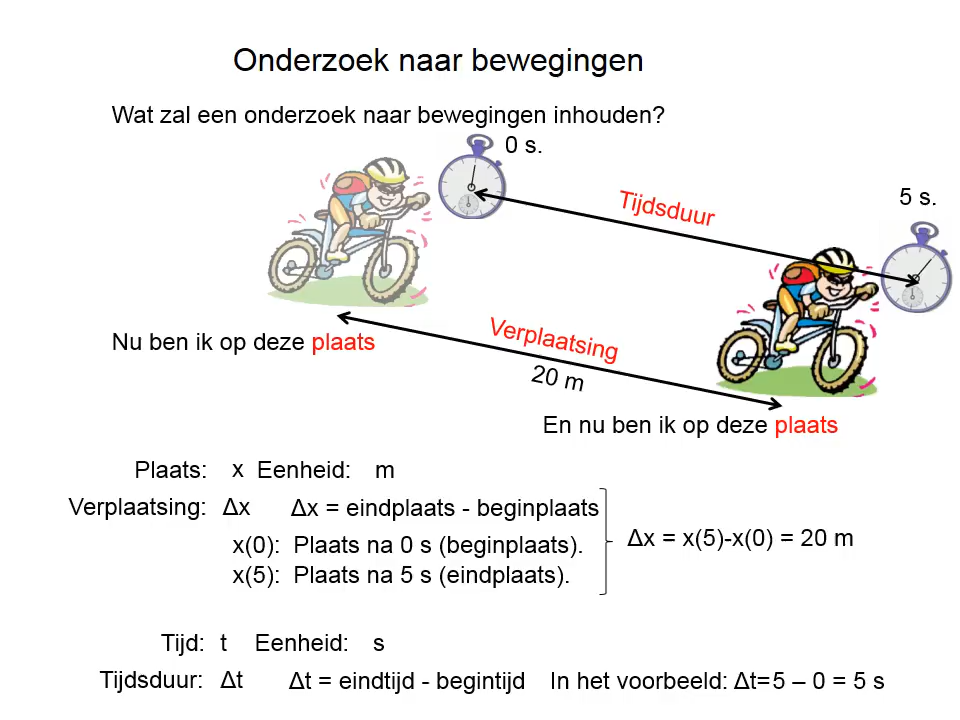 Onderzoek naar bewegingen
Wat zal een onderzoek naar bewegingen inhouden?
0 s.
5 s.
Tijdsduur
Nu ben ik op deze plaats
Verplaatsing
20 m
En nu ben ik op deze plaats
Plaats: x Eenheid: m
Verplaatsing: Δx Δx = eindplaats - beginplaats
Δx = x(5)-x(0) = 20 m
x(0): Plaats na 0 s (beginplaats).
x(5): Plaats na 5 s (eindplaats).
Tijd: t Eenheid: s
Tijdsduur: Δt Δt = eindtijd - begintijd In het voorbeeld: Δt=5 – 0 = 5 s